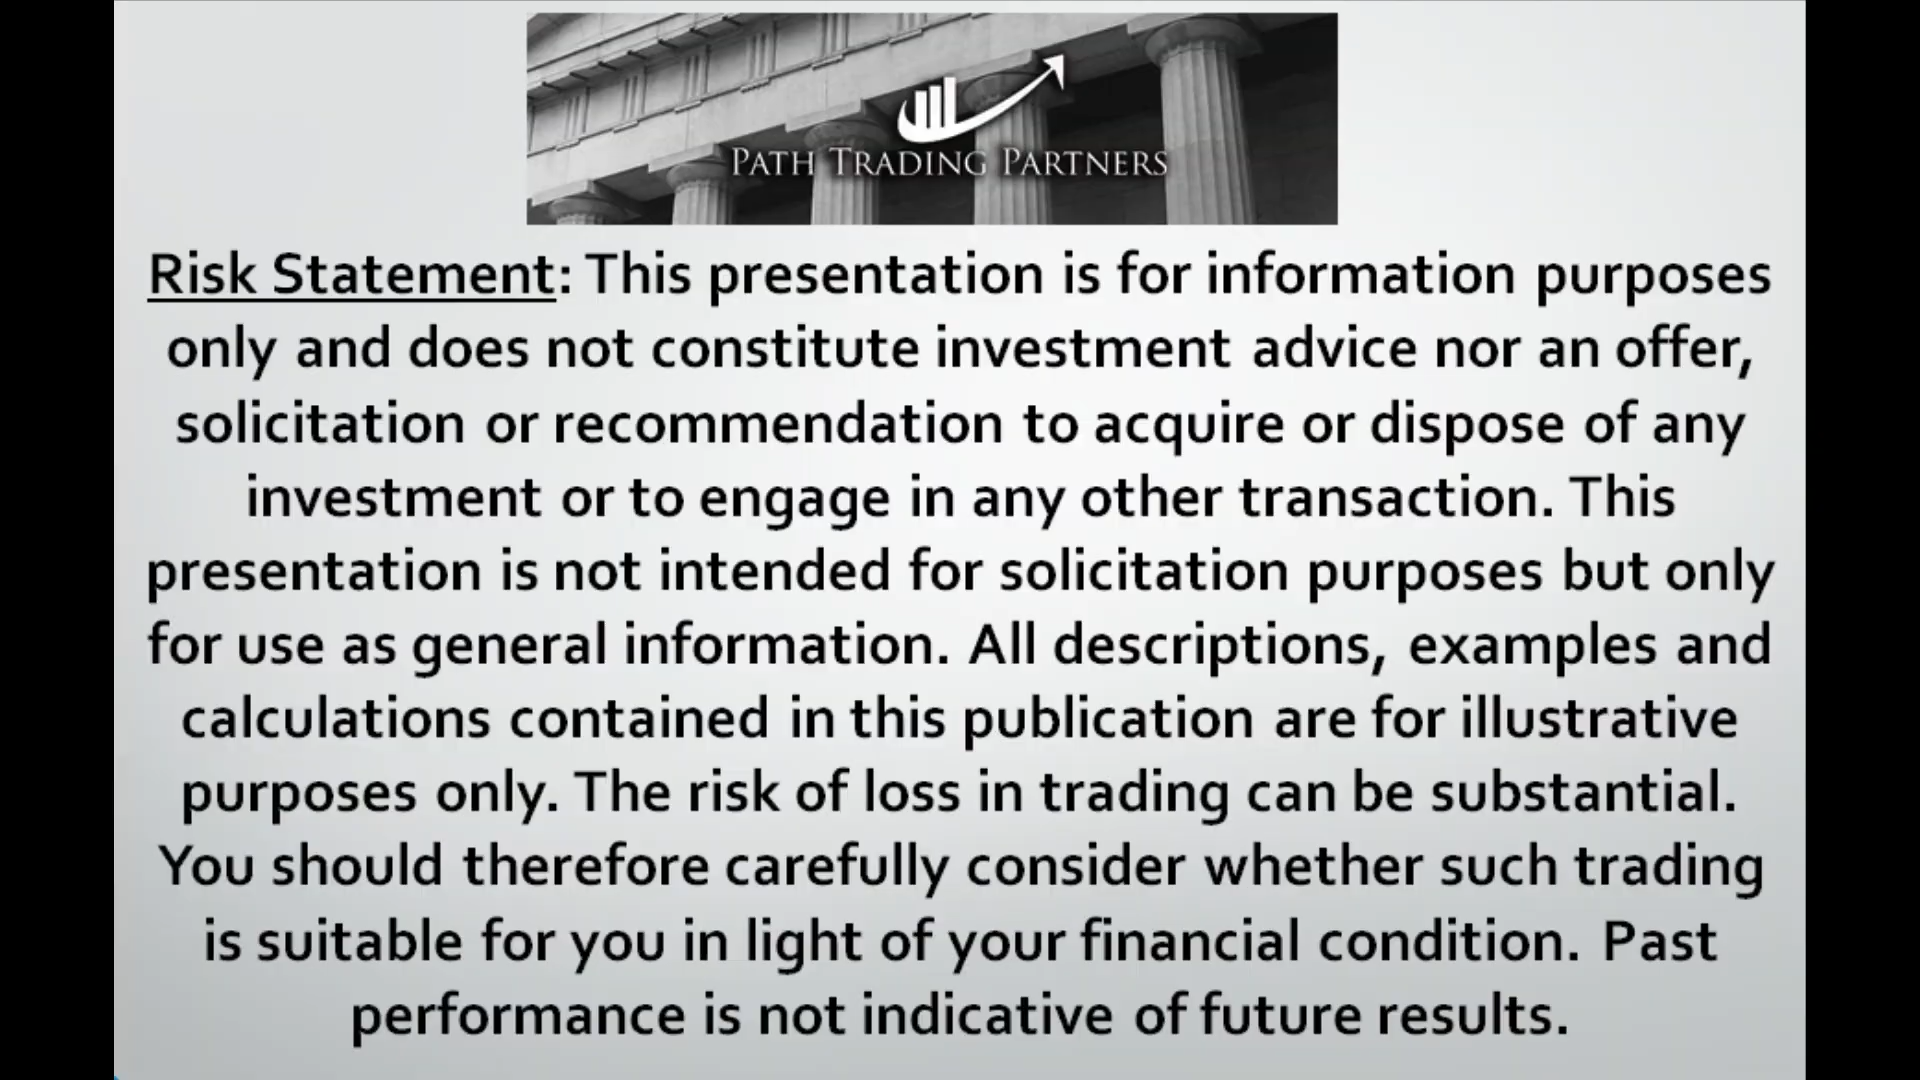 PATH TRADING PARTNERS
Risk Statement: This presentation is for information purposes
only and does not constitute investment advice nor an offer,
solicitation or recommendation to acquire or dispose of any
investment or to engage in any other transaction. This
presentation is not intended for solicitation purposes but only
for use as general information. All descriptions, examples and
calculations contained in this publication are for illustrative
purposes only. The risk of loss in trading can be substantial.
You should therefore carefully consider whether such trading
is suitable for you in light of your financial condition. Past
performance is not indicative of future results.